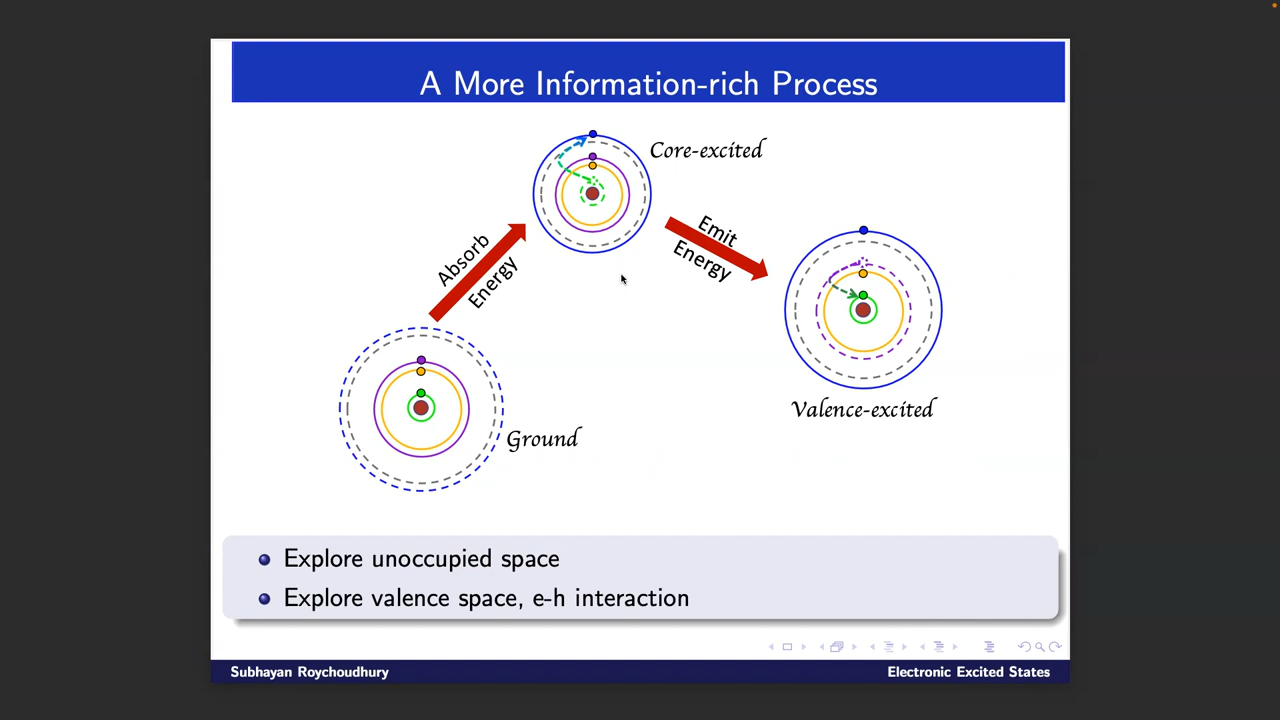 A More Information-rich Process
Core-excited
Absorb
Energy
Emit
Energy
Ground
Valence-excited
Explore unoccupied space
Explore valence space, e-h interaction
Subhayan Roychoudhury
Electronic Excited States